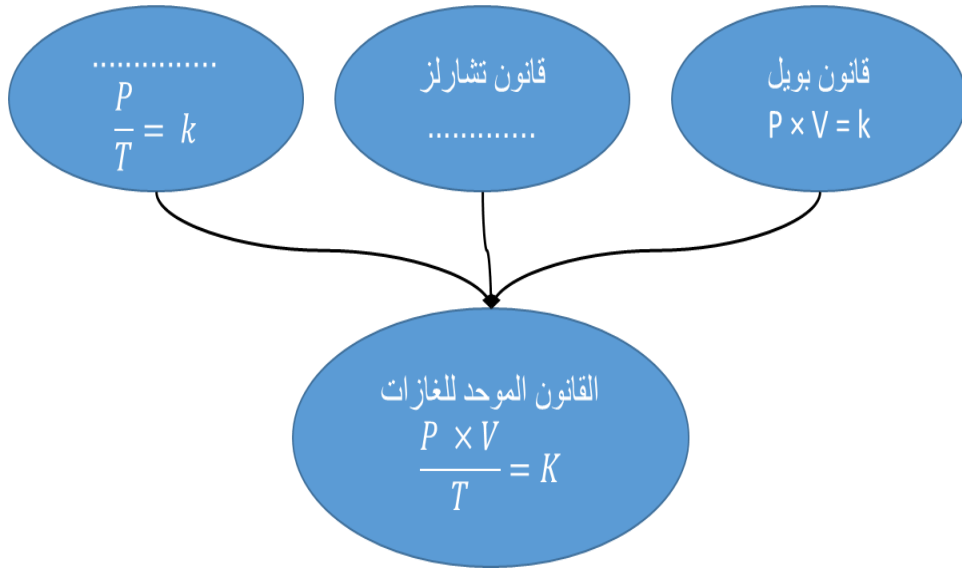 قانون بويل
P × V = k
قانون تشارلز
.............
...............
P/T = k
القانون الموحد للغازات
P × V / T = K